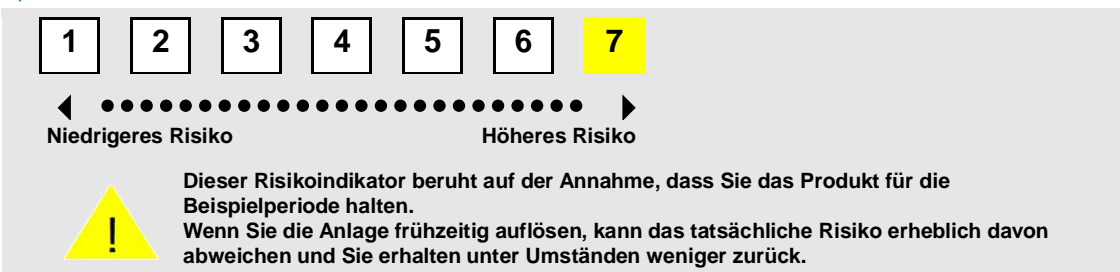 1 2 3 4 5 6 7
Niedrigeres Risiko Höheres Risiko
Dieser Risikoindikator beruht auf der Annahme, dass Sie das Produkt für die
Beispielperiode halten.
! Wenn Sie die Anlage frühzeitig auflösen, kann das tatsächliche Risiko erheblich davon
abweichen und Sie erhalten unter Umständen weniger zurück.